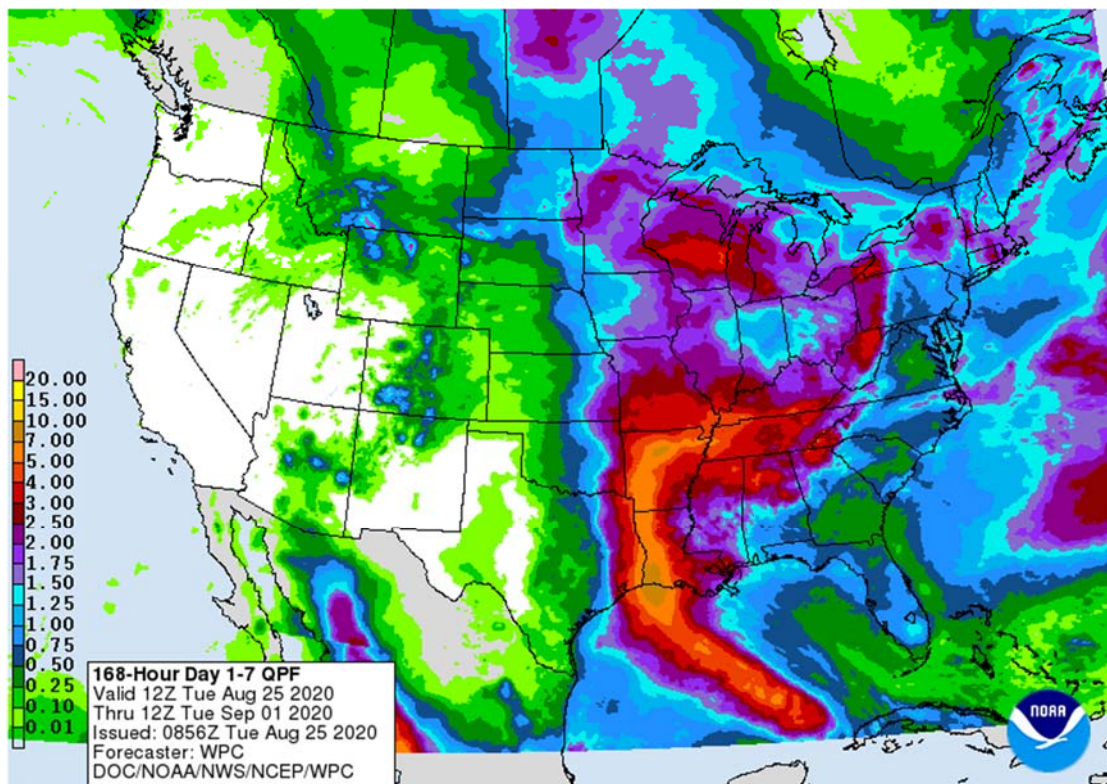 20.00
15.00
10.00
7.00
5.00
4.00
3.00
2.50
2.00
1.75
1.50
1.25
1.00
0.75
0.50
0.25
0.10
0.01
168-Hour Day 1-7 QPF
Valid 12Z Tue Aug 25 2020
Thru 12Z Tue Sep 01 2020
Issued: 0856Z Tue Aug 25 2020
Forecaster: WPC
DOC/NOAA/NWS/NCEP/WPC
NOAA